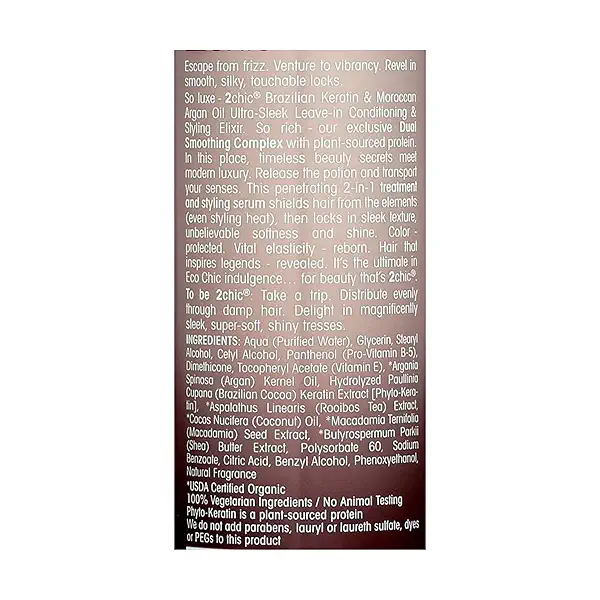 Escape from frizz. Venture to vibrancy. Revel in
smooth, silky, touchable locks.
So luxe - 2chic® Brazilian Keratin & Moroccan
Argan Oil Ultra-Sleek Leave-In Conditioning &
Styling Elixir. So rich - our exclusive Dual
Smoothing Complex with plant-sourced protein.
In this place, timeless beauty secrets meet
modern luxury. Release the potion and transport
your senses. This penetrating 2-in-1 treatment
and styling serum shields hair from the elements
(even styling heat), then locks in sleek texture,
unbelievable softness and shine. Color -
protected. Vital elasticity - reborn. Hair that
inspires legends - revealed. It's the ultimate in
Eco Chic indulgence... for beauty that's 2chic®.
To be 2chic®: Take a trip. Distribute evenly
through damp hair. Delight in magnificently
sleek, super-soft, shiny tresses.
INGREDIENTS: Aqua (Purified Water), Glycerin, Stearyl
Alcohol, Cetyl Alcohol, Panthenol (Pro-Vitamin B-5),
Dimethicone, Tocopheryl Acetate (Vitamin E), *Argania
Spinosa (Argan) Kernel Oil, Hydrolyzed Paullinia
Cupana (Brazilian Cocoa) Keratin Extract [Phyto-Kera-
tin], *Aspalathus Linearis (Rooibos Tea) Extract,
*Cocos Nucifera (Coconut) Oil, *Macadamia Ternifolia
(Macadamia) Seed Extract, *Butyrospermum Parkii
(Shea) Butter Extract, Polysorbate 60, Sodium
Benzoate, Citric Acid, Benzyl Alcohol, Phenoxyethanol,
Natural Fragrance
*USDA Certified Organic
100% Vegetarian Ingredients / No Animal Testing
Phyto-Keratin is a plant-sourced protein
We do not add parabens, lauryl or laureth sulfate, dyes
or PEGs to this product